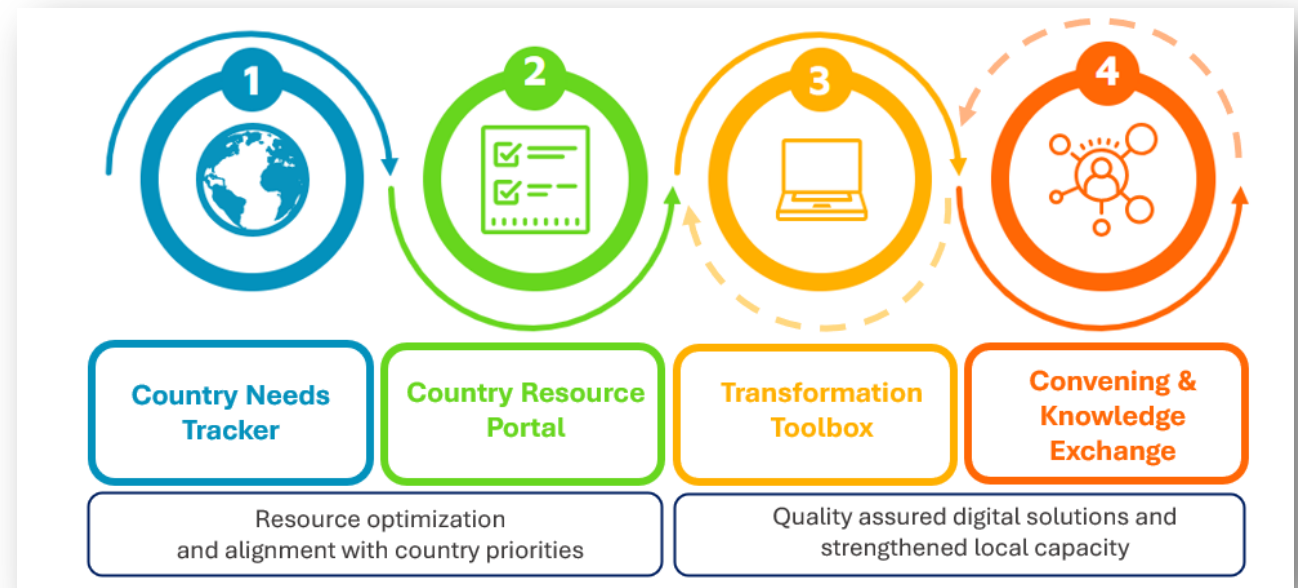 1
2
3
4
Country Needs
Tracker
Country Resource
Portal
Transformation
Toolbox
Convening &
Knowledge
Exchange
Resource optimization
and alignment with country priorities
Quality assured digital solutions and
strengthened local capacity